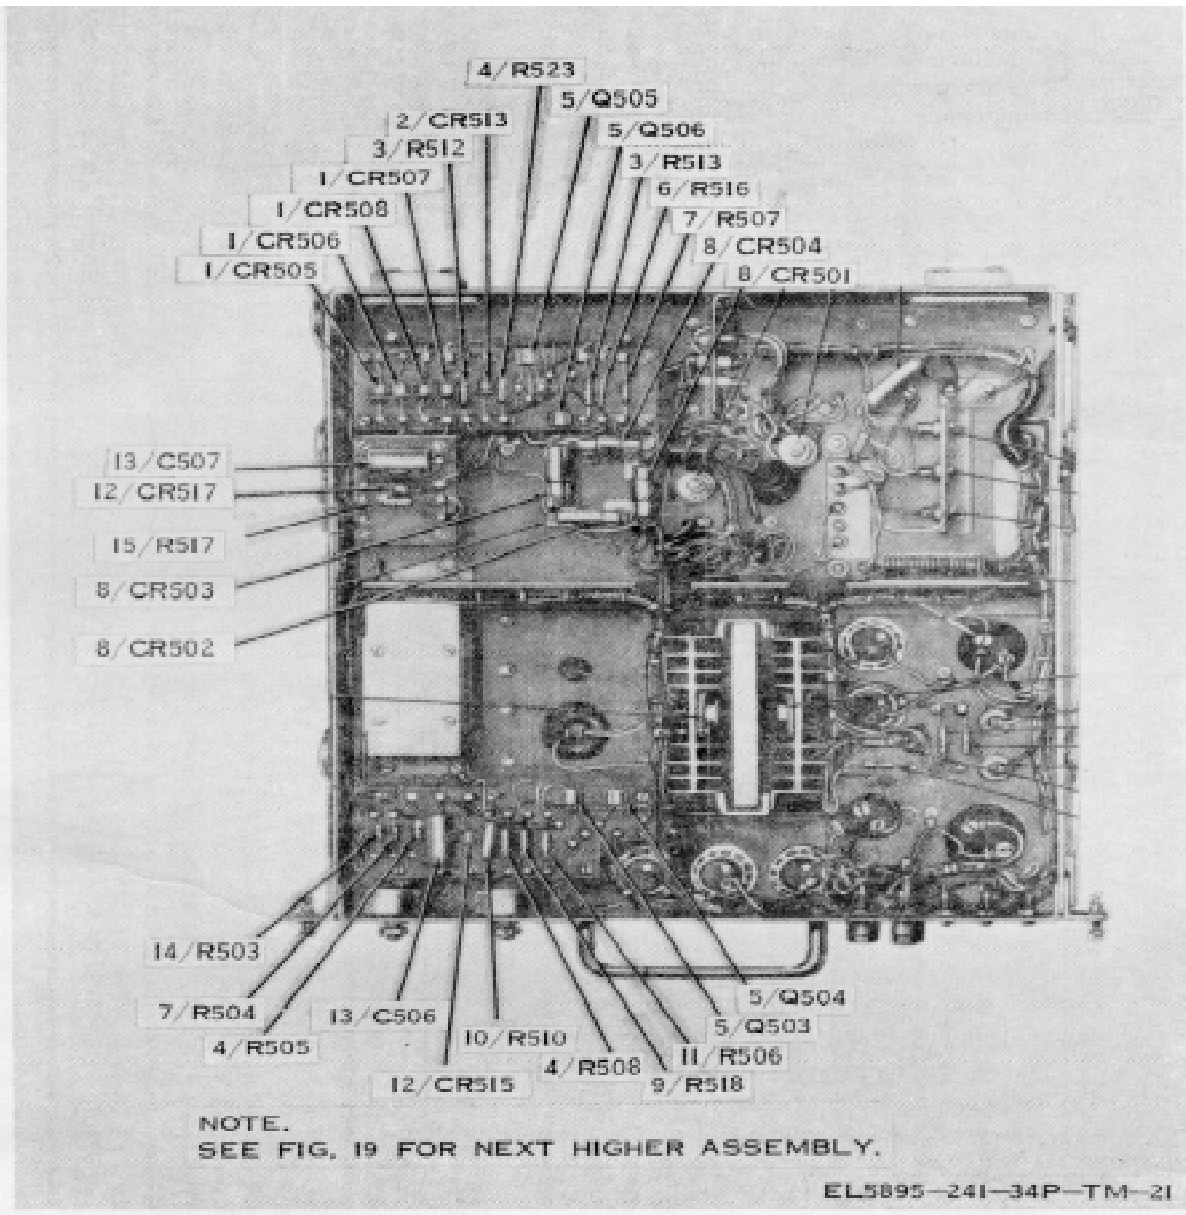 4/R523
5/Q505
2/CR513
5/Q506
3/R512
3/R513
1/CR507
6/R516
1/CR508
7/R507
1/CR506
8/CR504
1/CR505
8/CR501
13/C507
12/CR517
15/R517
8/CR503
8/CR502
14/R503
7/R504
13/C506
5/Q504
4/R505
10/R510
5/Q503
12/CR515
4/R508
11/R506
9/R518
NOTE.
SEE FIG. 19 FOR NEXT HIGHER ASSEMBLY.
EL5895-241-34P-TM-21